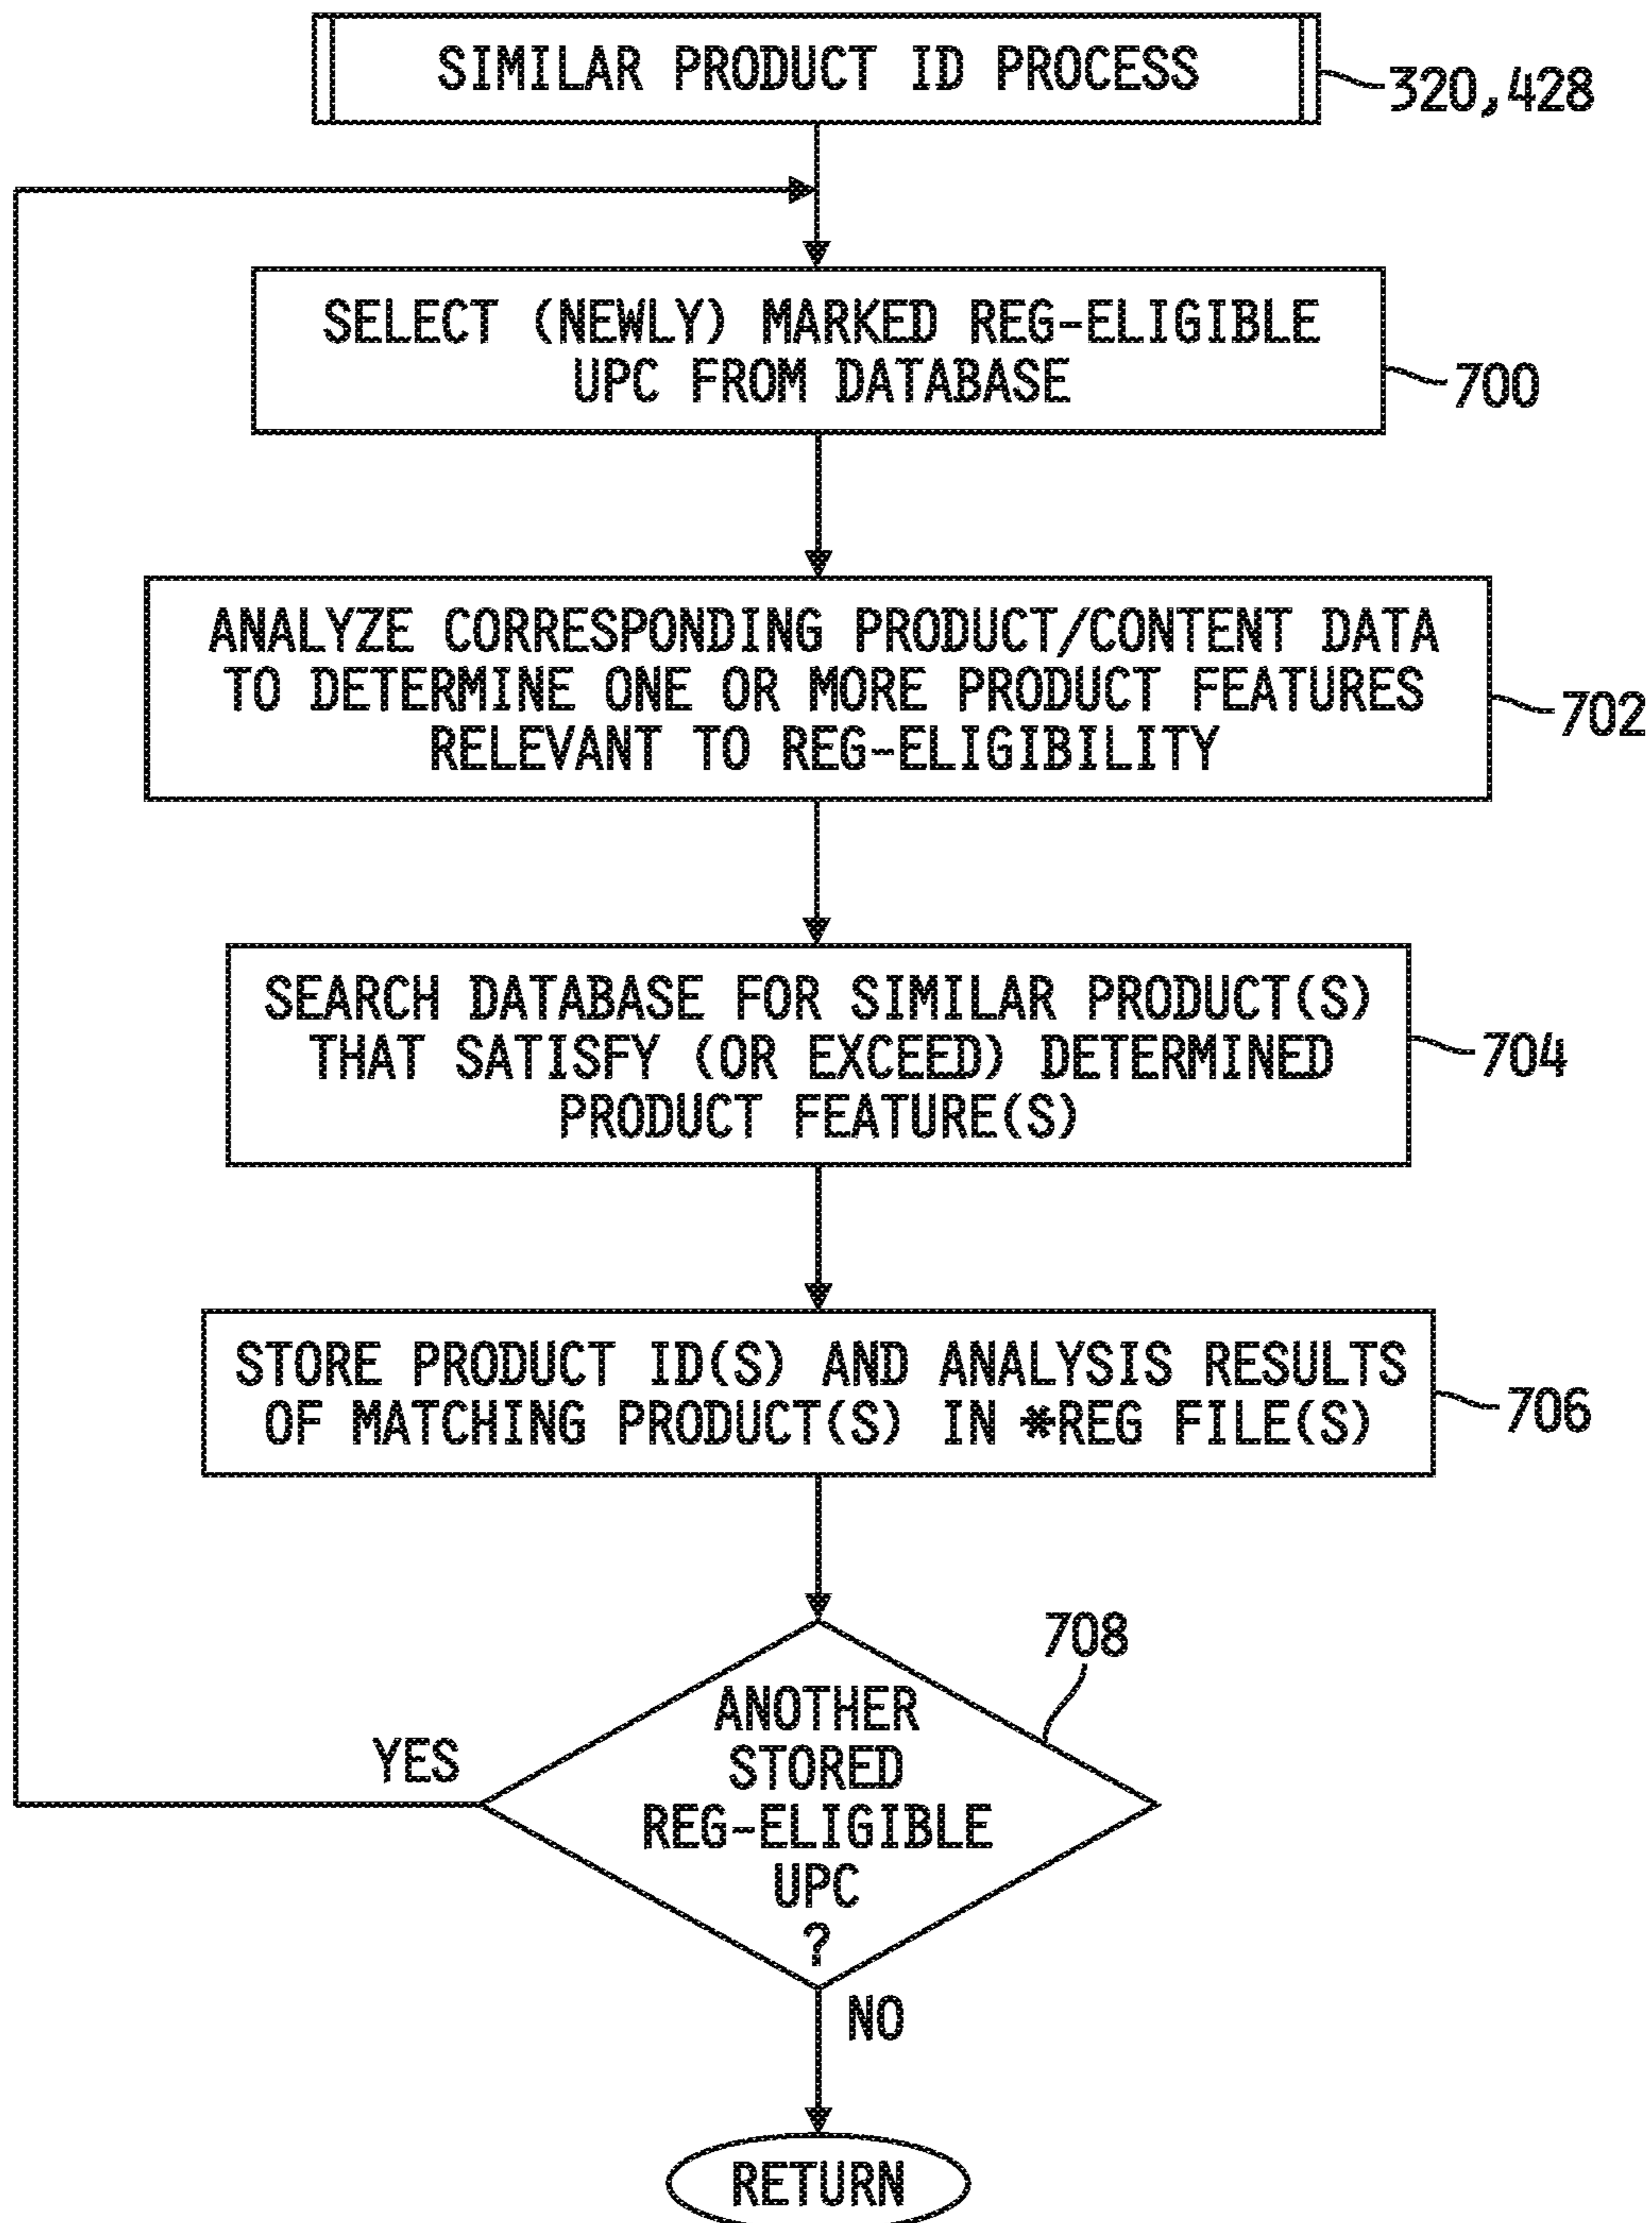 SIMILAR PRODUCT ID PROCESS
320,428
SELECT (NEWLY) MARKED REG-ELIGIBLE
UPC FROM DATABASE
700
ANALYZE CORRESPONDING PRODUCT/CONTENT DATA
TO DETERMINE ONE OR MORE PRODUCT FEATURES
RELEVANT TO REG-ELIGIBILITY
702
SEARCH DATABASE FOR SIMILAR PRODUCT(S)
THAT SATISFY (OR EXCEED) DETERMINED
PRODUCT FEATURE(S)
704
STORE PRODUCT ID(S) AND ANALYSIS RESULTS
OF MATCHING PRODUCT(S) IN *REG FILE(S)
706
708
ANOTHER
STORED
REG-ELIGIBLE
UPC
?
YES
NO
RETURN